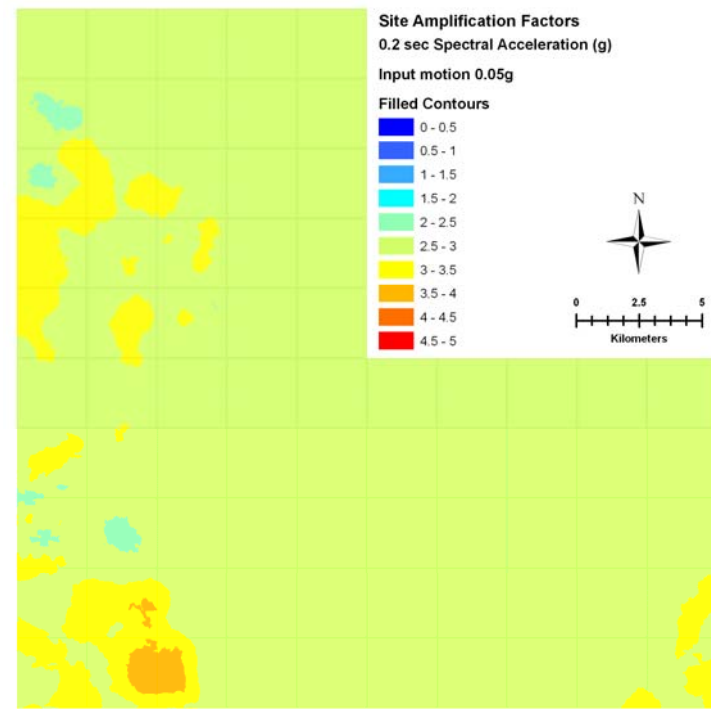 Site Amplification Factors
0.2 sec Spectral Acceleration (g)
Input motion 0.05g
Filled Contours
0 - 0.5
0.5 - 1
1 - 1.5
1.5 - 2
2 - 2.5
2.5 - 3
3 - 3.5
3.5 - 4
4 - 4.5
4.5 - 5
N
0 2.5 5
Kilometers